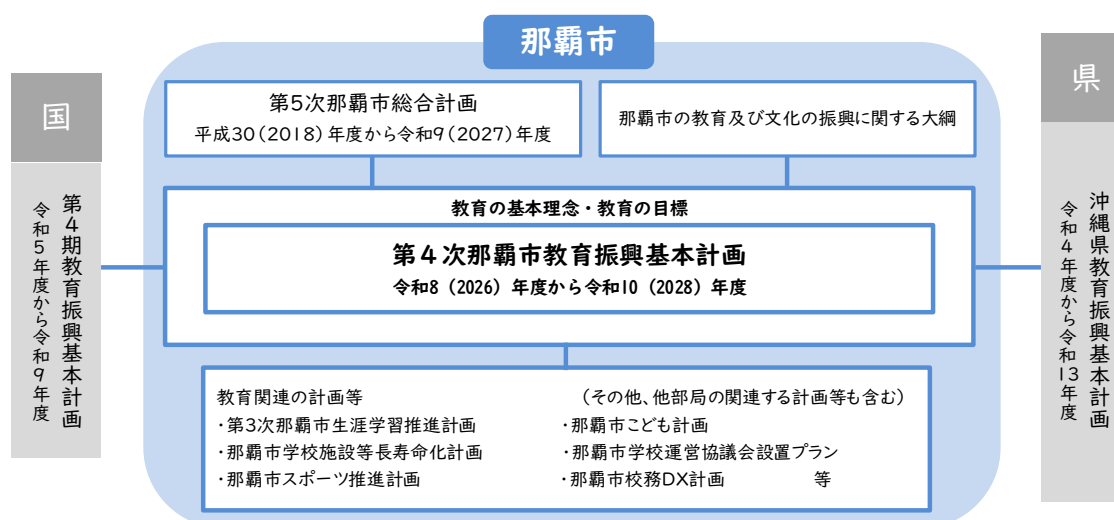 那覇市
国
第4期教育振興基本計画
令和5年度から令和9年度
第5次那覇市総合計画
平成30(2018)年度から令和9(2027)年度
那覇市の教育及び文化の振興に関する大綱
教育の基本理念・教育の目標
第4次那覇市教育振興基本計画
令和8(2026)年度から令和10(2028)年度
教育関連の計画等
・第3次那覇市生涯学習推進計画
・那覇市学校施設等長寿命化計画
・那覇市スポーツ推進計画
(その他、他部局の関連する計画等も含む)
・那覇市こども計画
・那覇市学校運営協議会設置プラン
・那覇市校務DX計画 等
県
沖縄県教育振興基本計画
令和4年度から令和13年度